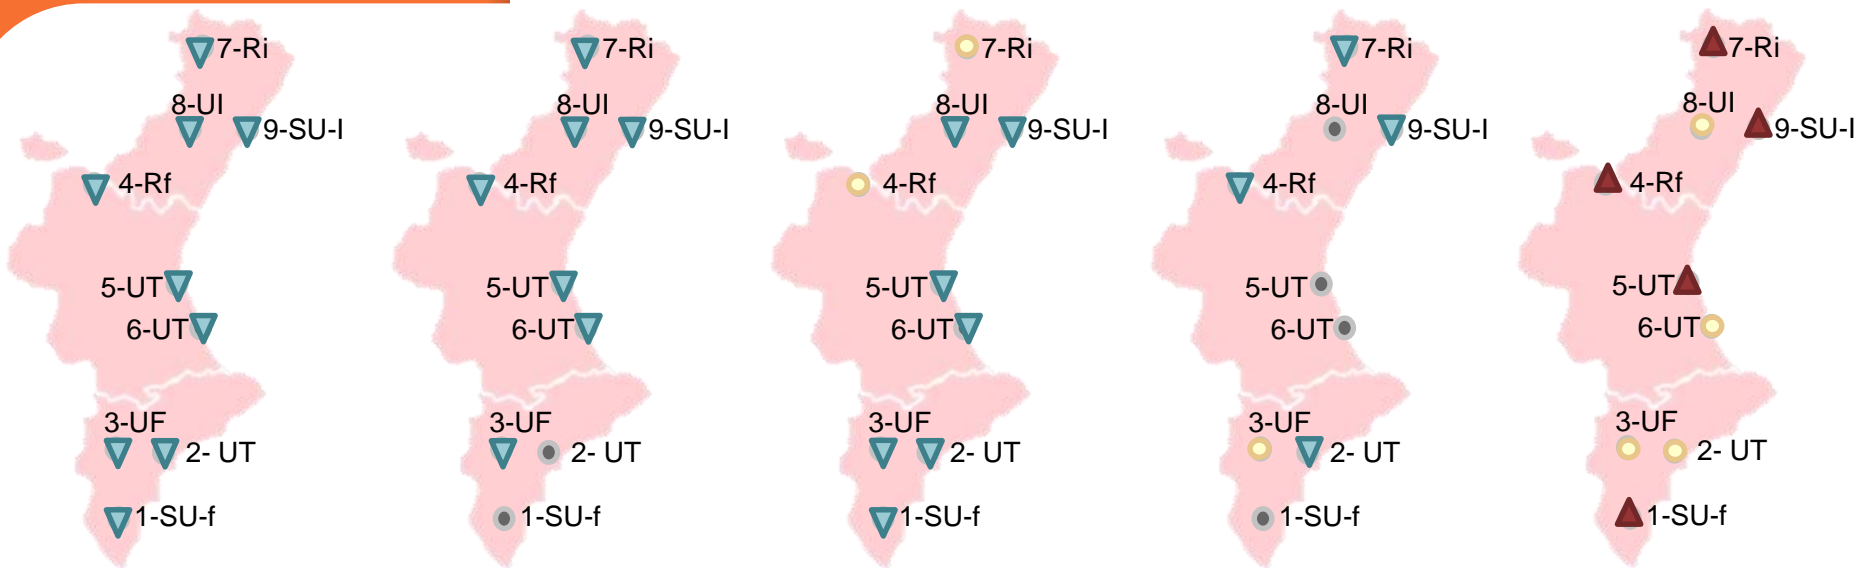 7-Ri
8-UI
9-SU-I
4-Rf
5-UT
6-UT
3-UF
2- UT
1-SU-f
7-Ri
8-UI
9-SU-I
4-Rf
5-UT
6-UT
3-UF
2- UT
1-SU-f
7-Ri
8-UI
9-SU-I
4-Rf
5-UT
6-UT
3-UF
2- UT
1-SU-f
7-Ri
8-UI
9-SU-I
4-Rf
5-UT
6-UT
3-UF
2- UT
1-SU-f
7-Ri
8-UI
9-SU-I
4-Rf
5-UT
6-UT
3-UF
2- UT
1-SU-f